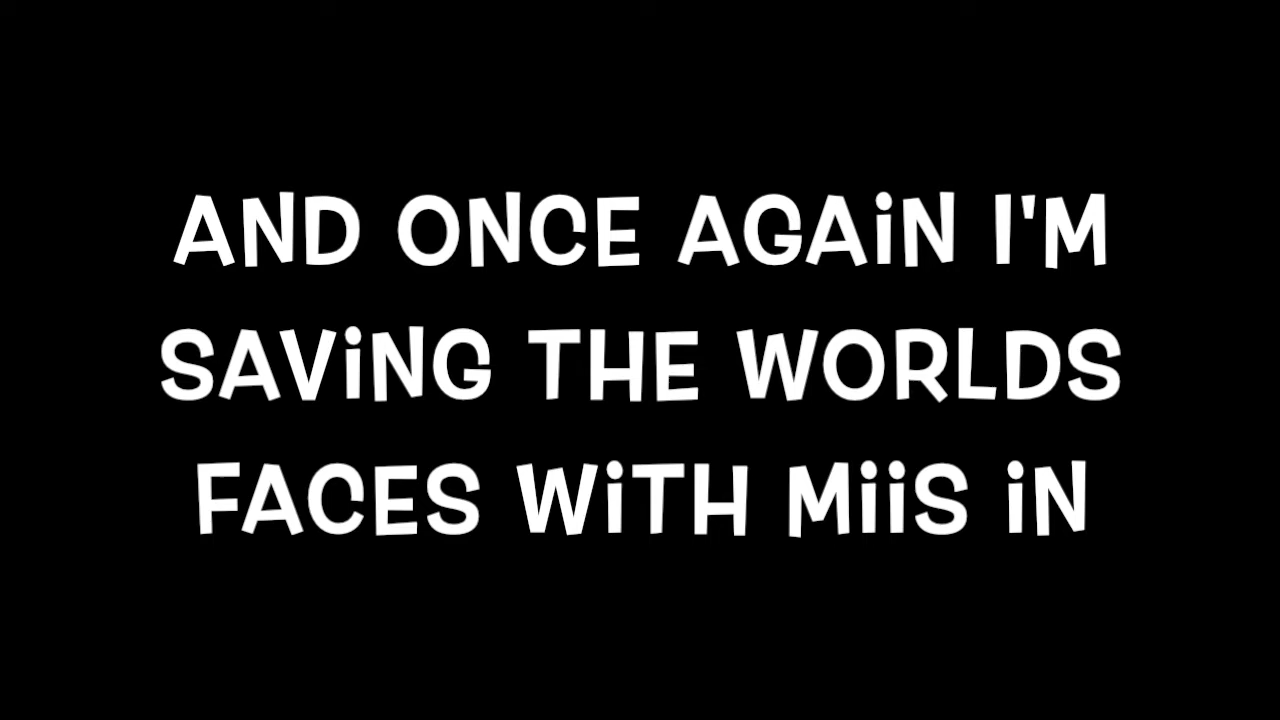 AND ONCE AGAiN I'M
SAViNG THE WORLDS
FACES WiTH MiiS iN